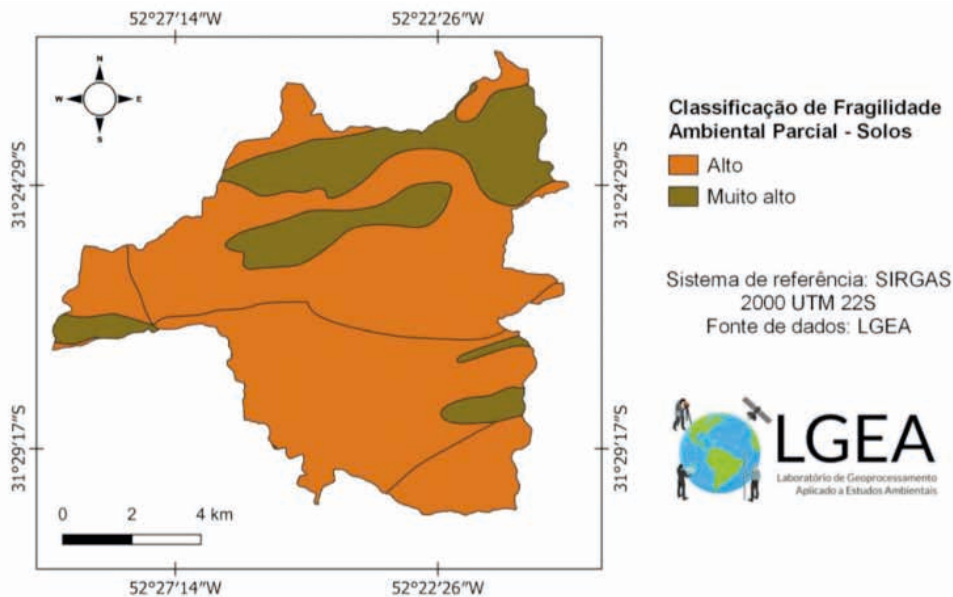 52°27'14"W
52°22'26"W
N
W
E
S
31°24'29"S
31°24'29"S
31°29'17"S
31°29'17"S
0 2 4 km
52°27'14"W
52°22'26"W
Classificação de Fragilidade
Ambiental Parcial - Solos
Alto
Muito alto
Sistema de referência: SIRGAS
2000 UTM 22S
Fonte de dados: LGEA
LGEA
Laboratório de Geoprocessamento
Aplicado a Estudos Ambientais